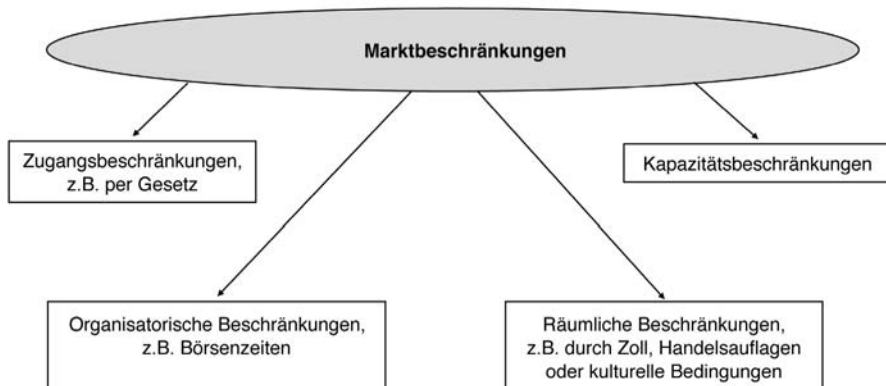 Marktbeschränkungen
Zugangsbeschränkungen,
z.B. per Gesetz
Kapazitätsbeschränkungen
Organisatorische Beschränkungen,
z.B. Börsenzeiten
Räumliche Beschränkungen,
z.B. durch Zoll, Handelsauflagen
oder kulturelle Bedingungen